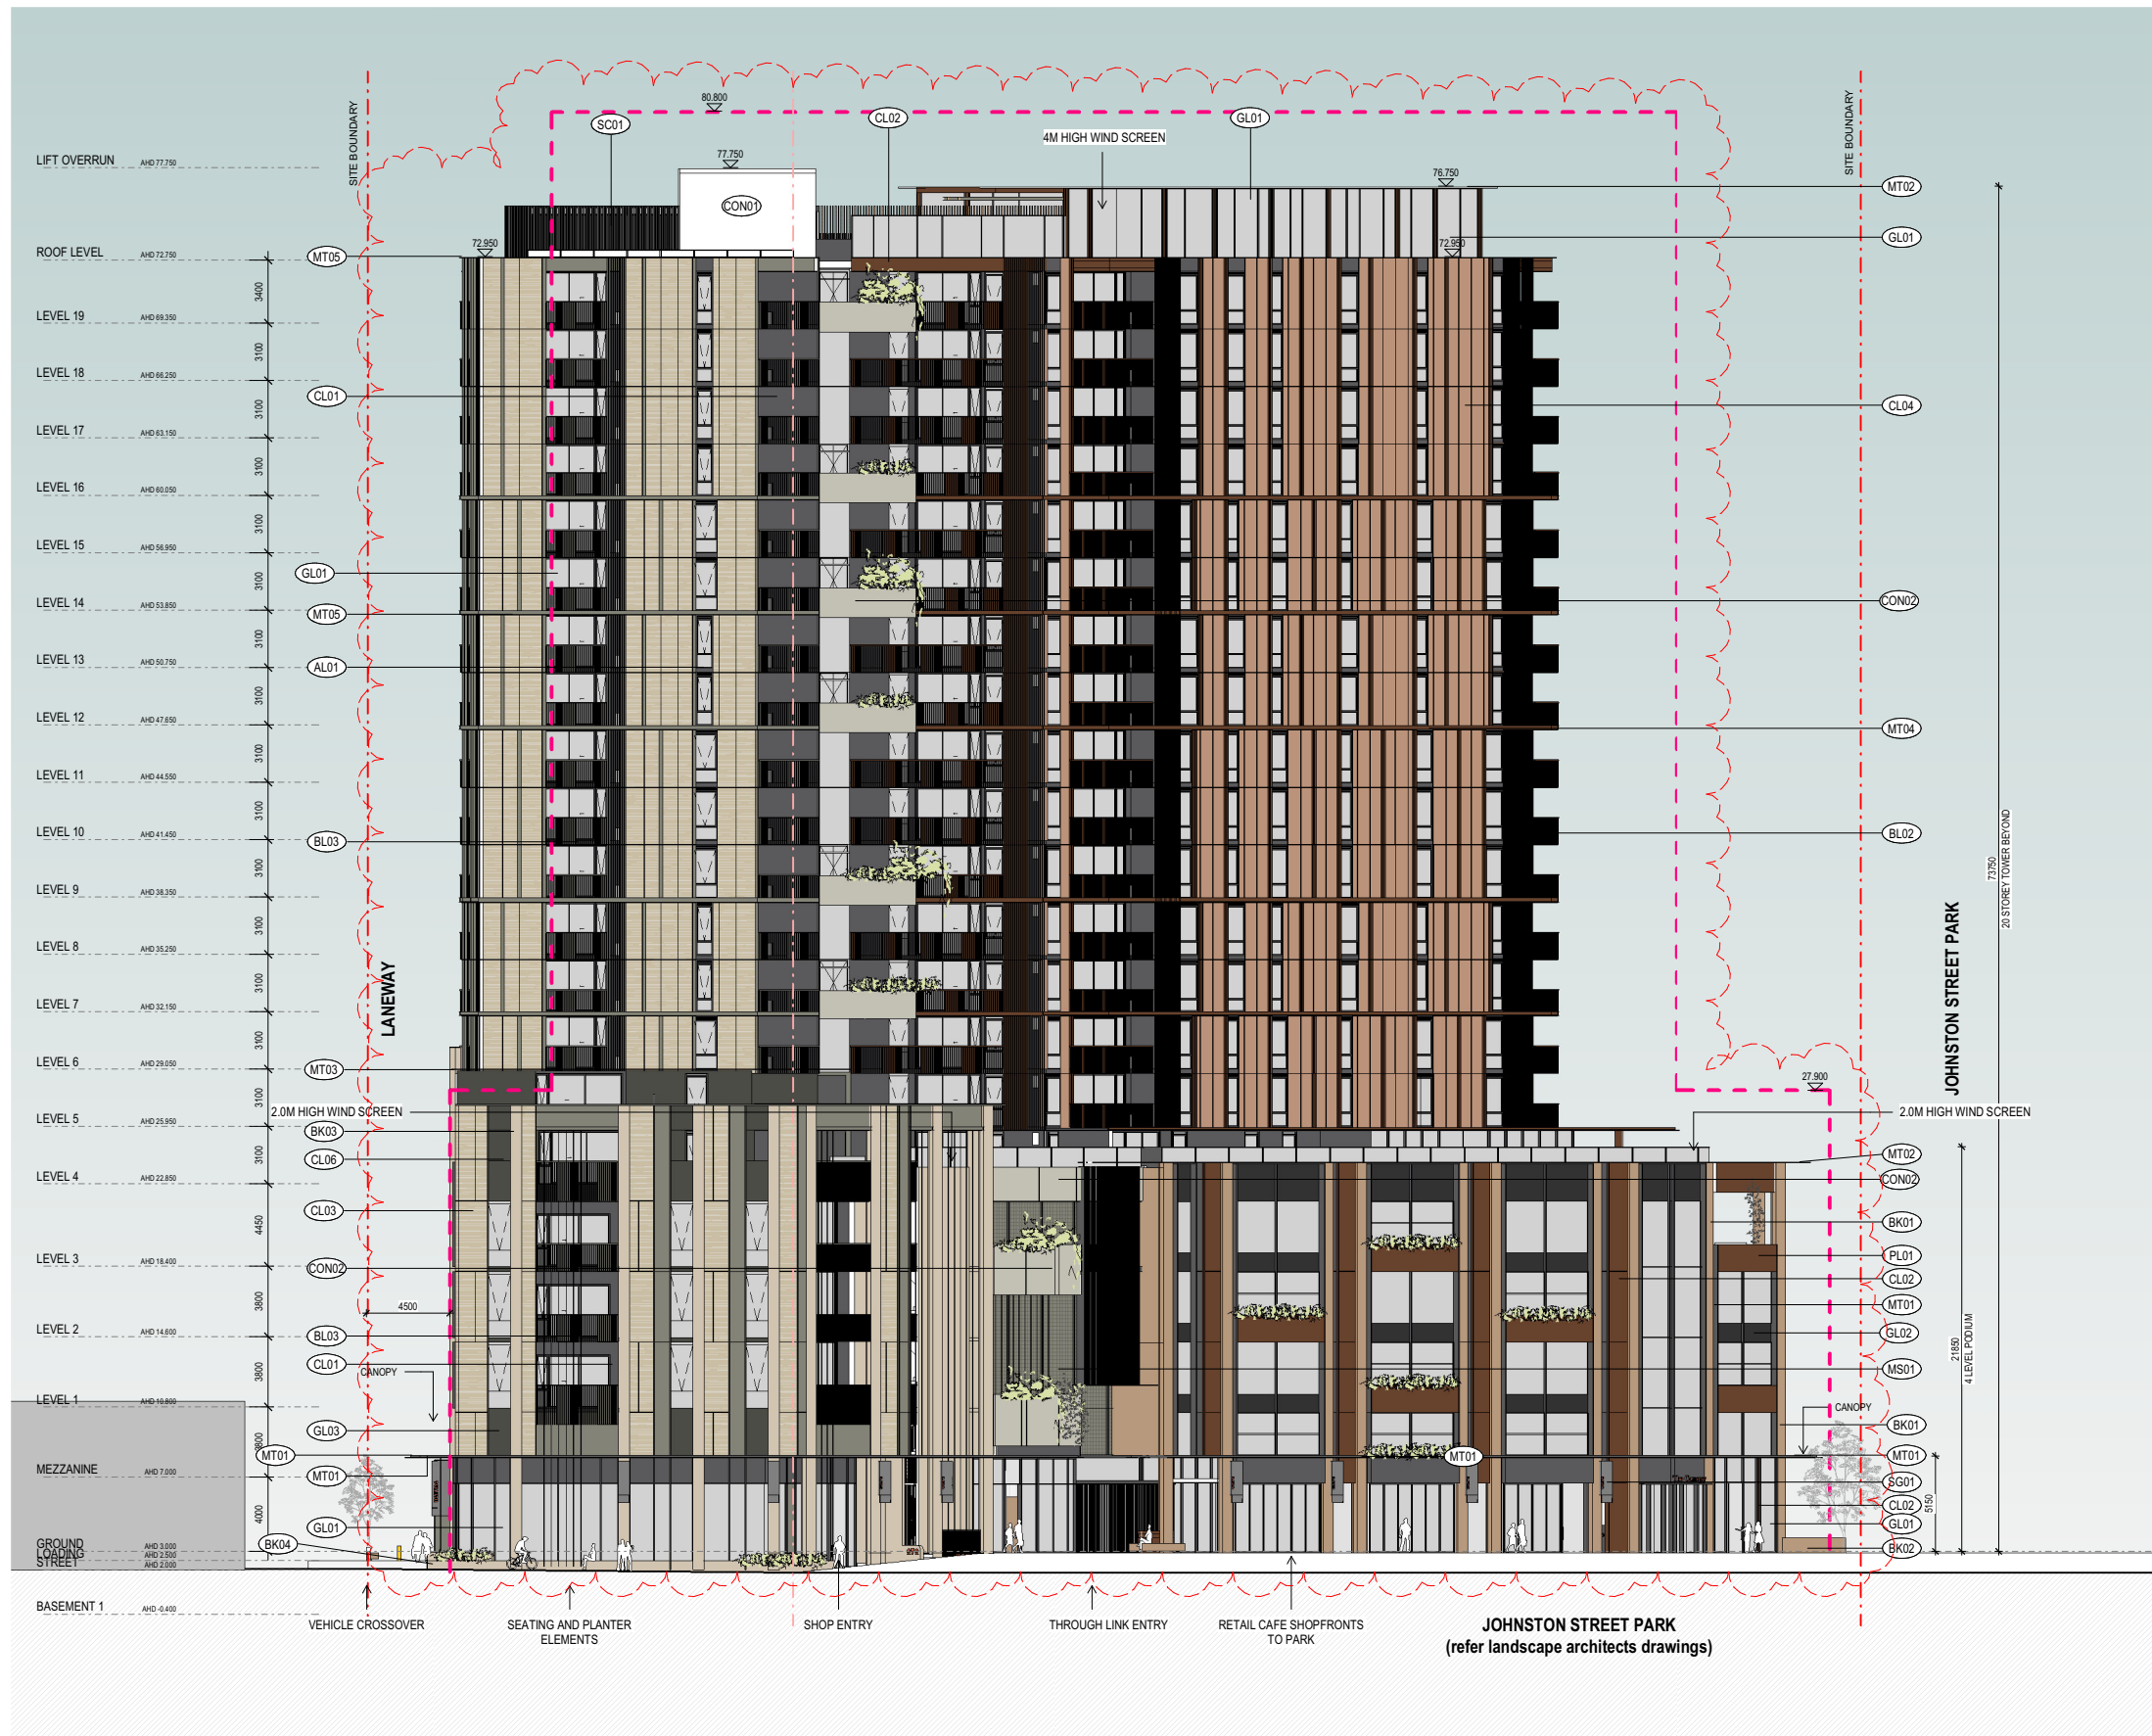 SITE BOUNDARY
80.800
SC01
CL02
GL01
4M HIGH WIND SCREEN
SITE BOUNDARY
LIFT OVERRUN AHD 77.750
77.750
CON01
76.750
MT02
GL01
ROOF LEVEL AHD 72.750
MT05
72.950
72.950
3400
LEVEL 19 AHD 69.350
3100
LEVEL 18 AHD 66.250
CL01
CL04
3100
LEVEL 17 AHD 63.150
3100
LEVEL 16 AHD 60.050
3100
LEVEL 15 AHD 56.950
GL01
3100
LEVEL 14 AHD 53.850
MT05
CON02
3100
LEVEL 13 AHD 50.750
AL01
3100
LEVEL 12 AHD 47.650
MT04
3100
LEVEL 11 AHD 44.550
3100
LEVEL 10 AHD 41.450
BL03
BL02
3100
LEVEL 9 AHD 38.350
3100
LEVEL 8 AHD 35.250
3100
LEVEL 7 AHD 32.150
3100
LEVEL 6 AHD 29.050
MT03
3100
LEVEL 5 AHD 25.950
3100
LEVEL 4 AHD 22.850
4450
LEVEL 3 AHD 18.400
3800
LEVEL 2 AHD 14.600
3800
LEVEL 1 AHD 10.800
3800
MEZZANINE AHD 7.000
4000
GROUND AHD 3.000
LOADING AHD 2.500
STREET AHD 2.000
BASEMENT 1 AHD -0.400
LANEWAY
JOHNSTON STREET PARK
73750
20 STOREY TOWER BEYOND
27.900
2.0M HIGH WIND SCREEN
2.0M HIGH WIND SCREEN
BK03
CL06
CL03
CON02
4500
BL03
CL01
CANOPY
GL03
MT01
MT01
GL01
BK04
MT01
MT02
CON02
BK01
PL01
CL02
MT01
GL02
MS01
CANOPY
BK01
MT01
SG01
CL02
GL01
BK02
21850
4 LEVEL PODIUM
5150
VEHICLE CROSSOVER
SEATING AND PLANTER
ELEMENTS
SHOP ENTRY
THROUGH LINK ENTRY
RETAIL CAFE SHOPFRONTS
TO PARK
JOHNSTON STREET PARK
(refer landscape architects drawings)